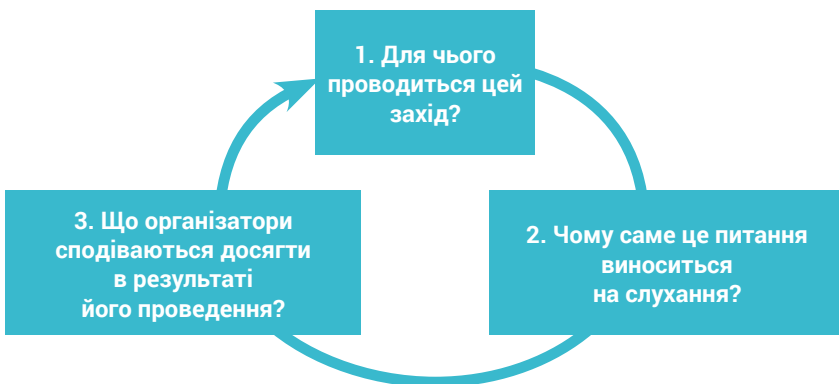 1. Для чього
проводиться цей
захід?
3. Що організатори
сподіваються досягти
в результаті
його проведення?
2. Чому саме це питання
виноситься
на слухання?